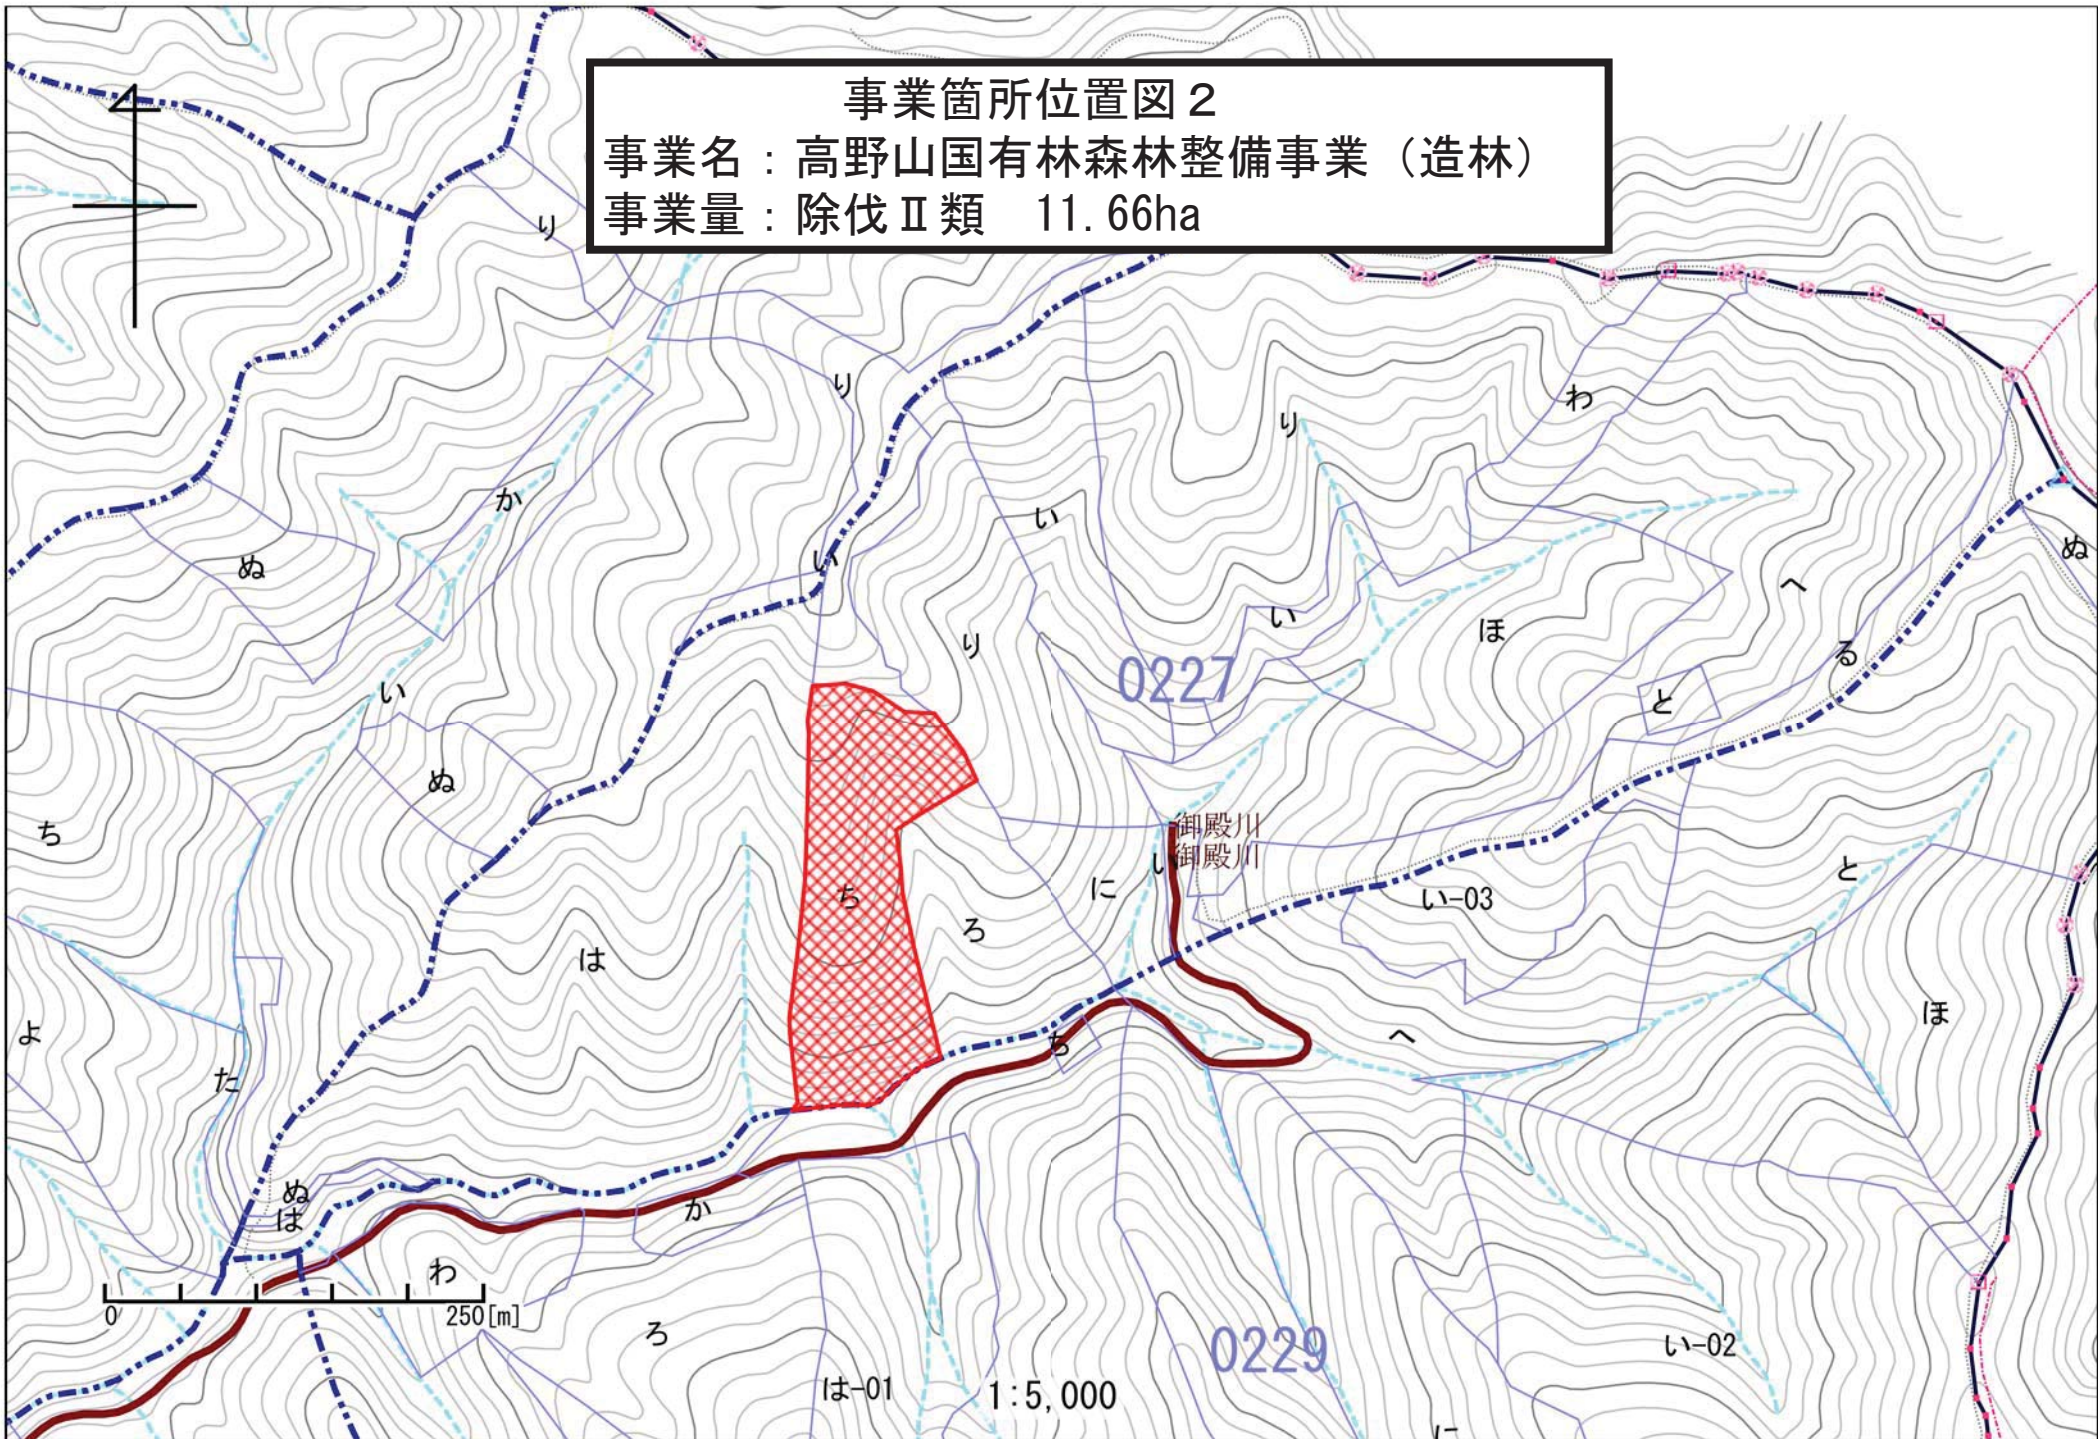 事業箇所位置図２
事業名：高野山国有林森林整備事業（造林）
事業量：除伐Ⅱ類　11.66ha
り
り
わ
り
か
い
い
ぬ
ぬ
へ
い
ほ
り
る
0227
い
と
ぬ
御殿川
御殿川
ち
い
と
に
ち
い-03
ろ
は
ほ
よ
へ
ち
た
ぬ
は
か
わ
0
250[m]
ろ
0229
い-02
は-01
1:5,000
に